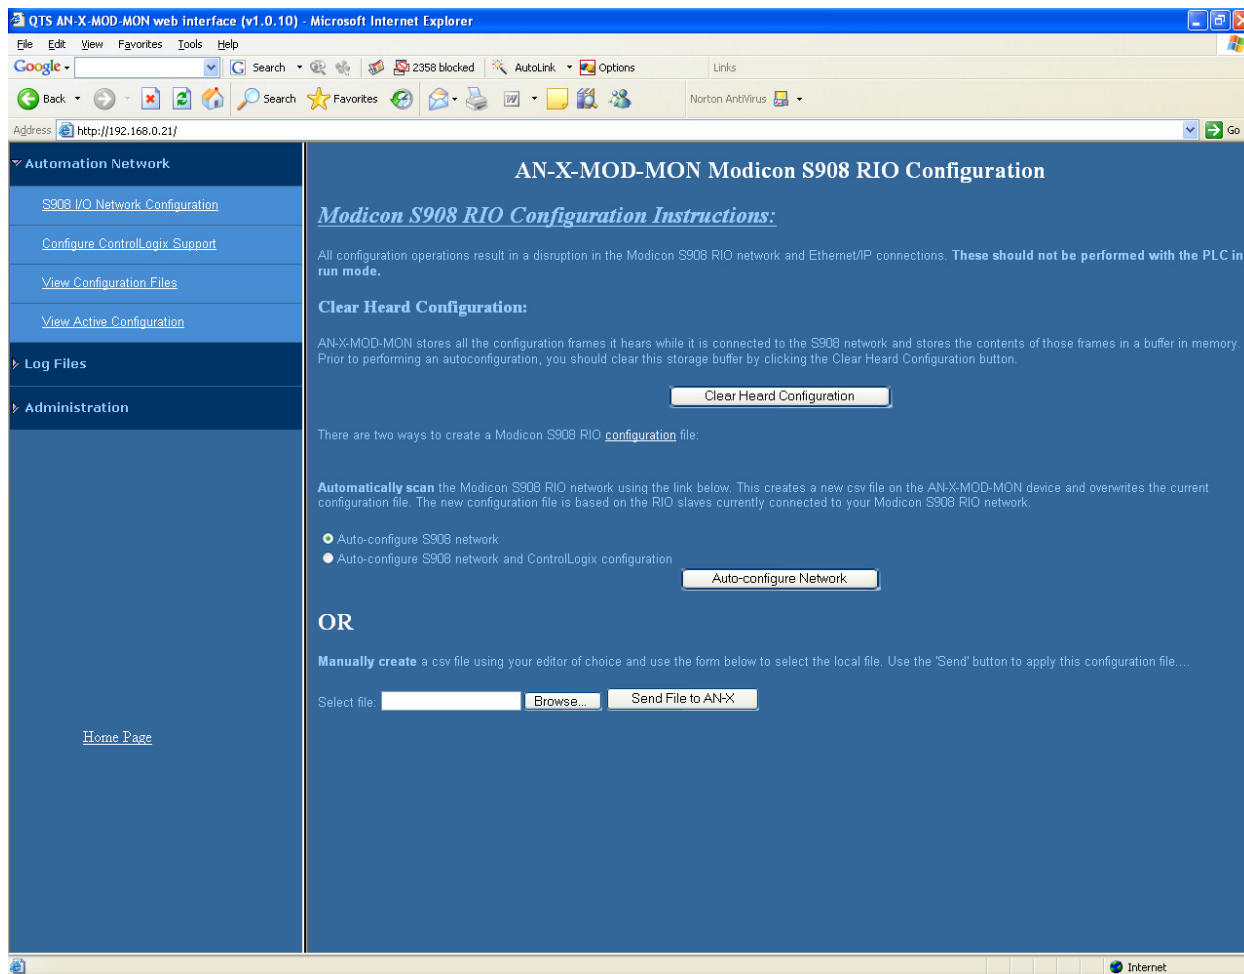 QTS AN-X-MOD-MON web interface (v1.0.10) - Microsoft Internet Explorer
File Edit View Favorites Tools Help
Google Search 2358 blocked AutoLink Options Links
Back Search Favorites Norton AntiVirus
Address http://192.168.0.21/ Go
Automation Network
S908 I/O Network Configuration
Configure ControlLogix Support
View Configuration Files
View Active Configuration
Log Files
Administration
Home Page
AN-X-MOD-MON Modicon S908 RIO Configuration
Modicon S908 RIO Configuration Instructions:
All configuration operations result in a disruption in the Modicon S908 RIO network and Ethernet/IP connections. These should not be performed with the PLC in
run mode.
Clear Heard Configuration:
AN-X-MOD-MON stores all the configuration frames it hears while it is connected to the S908 network and stores the contents of those frames in a buffer in memory.
Prior to performing an autoconfiguration, you should clear this storage buffer by clicking the Clear Heard Configuration button.
Clear Heard Configuration
There are two ways to create a Modicon S908 RIO configuration file:
Automatically scan the Modicon S908 RIO network using the link below. This creates a new csv file on the AN-X-MOD-MON device and overwrites the current
configuration file. The new configuration file is based on the RIO slaves currently connected to your Modicon S908 RIO network.
Auto-configure S908 network
Auto-configure S908 network and ControlLogix configuration
Auto-configure Network
OR
Manually create a csv file using your editor of choice and use the form below to select the local file. Use the 'Send' button to apply this configuration file....
Select file: Browse... Send File to AN-X
Internet